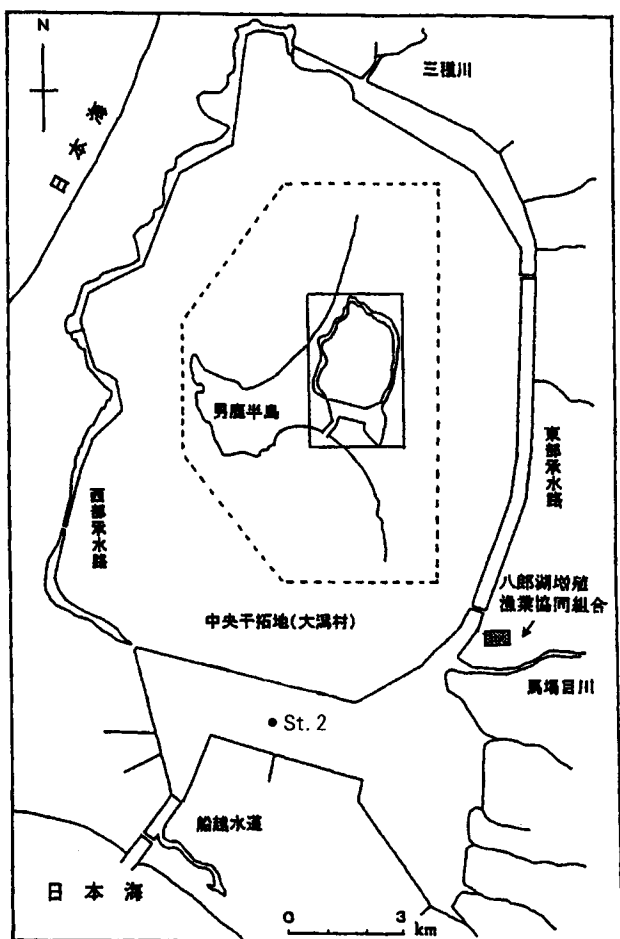 N
日本海
三種川
男鹿半島
東部承水路
西部承水路
八郎湖増殖
漁業協同組合
中央干拓地(大潟村)
馬場目川
St. 2
船越水道
日本海
0 3
km